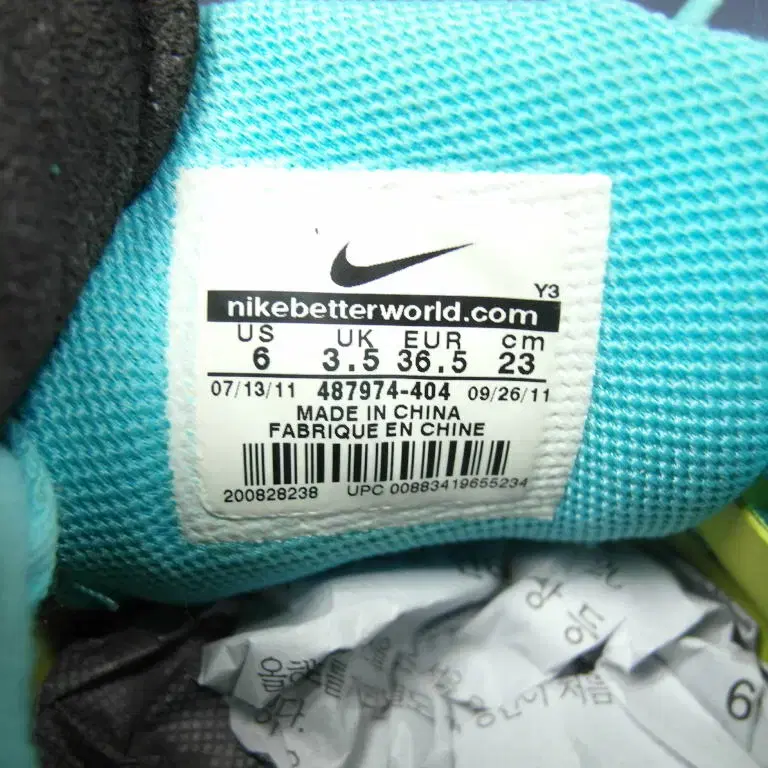 Y3
nikebetterworld.com
US UK EUR cm
6 3.5 36.5 23
07/13/11 487974-404 09/26/11
MADE IN CHINA
FABRIQUE EN CHINE
200828238 UPC 00883419655234
6